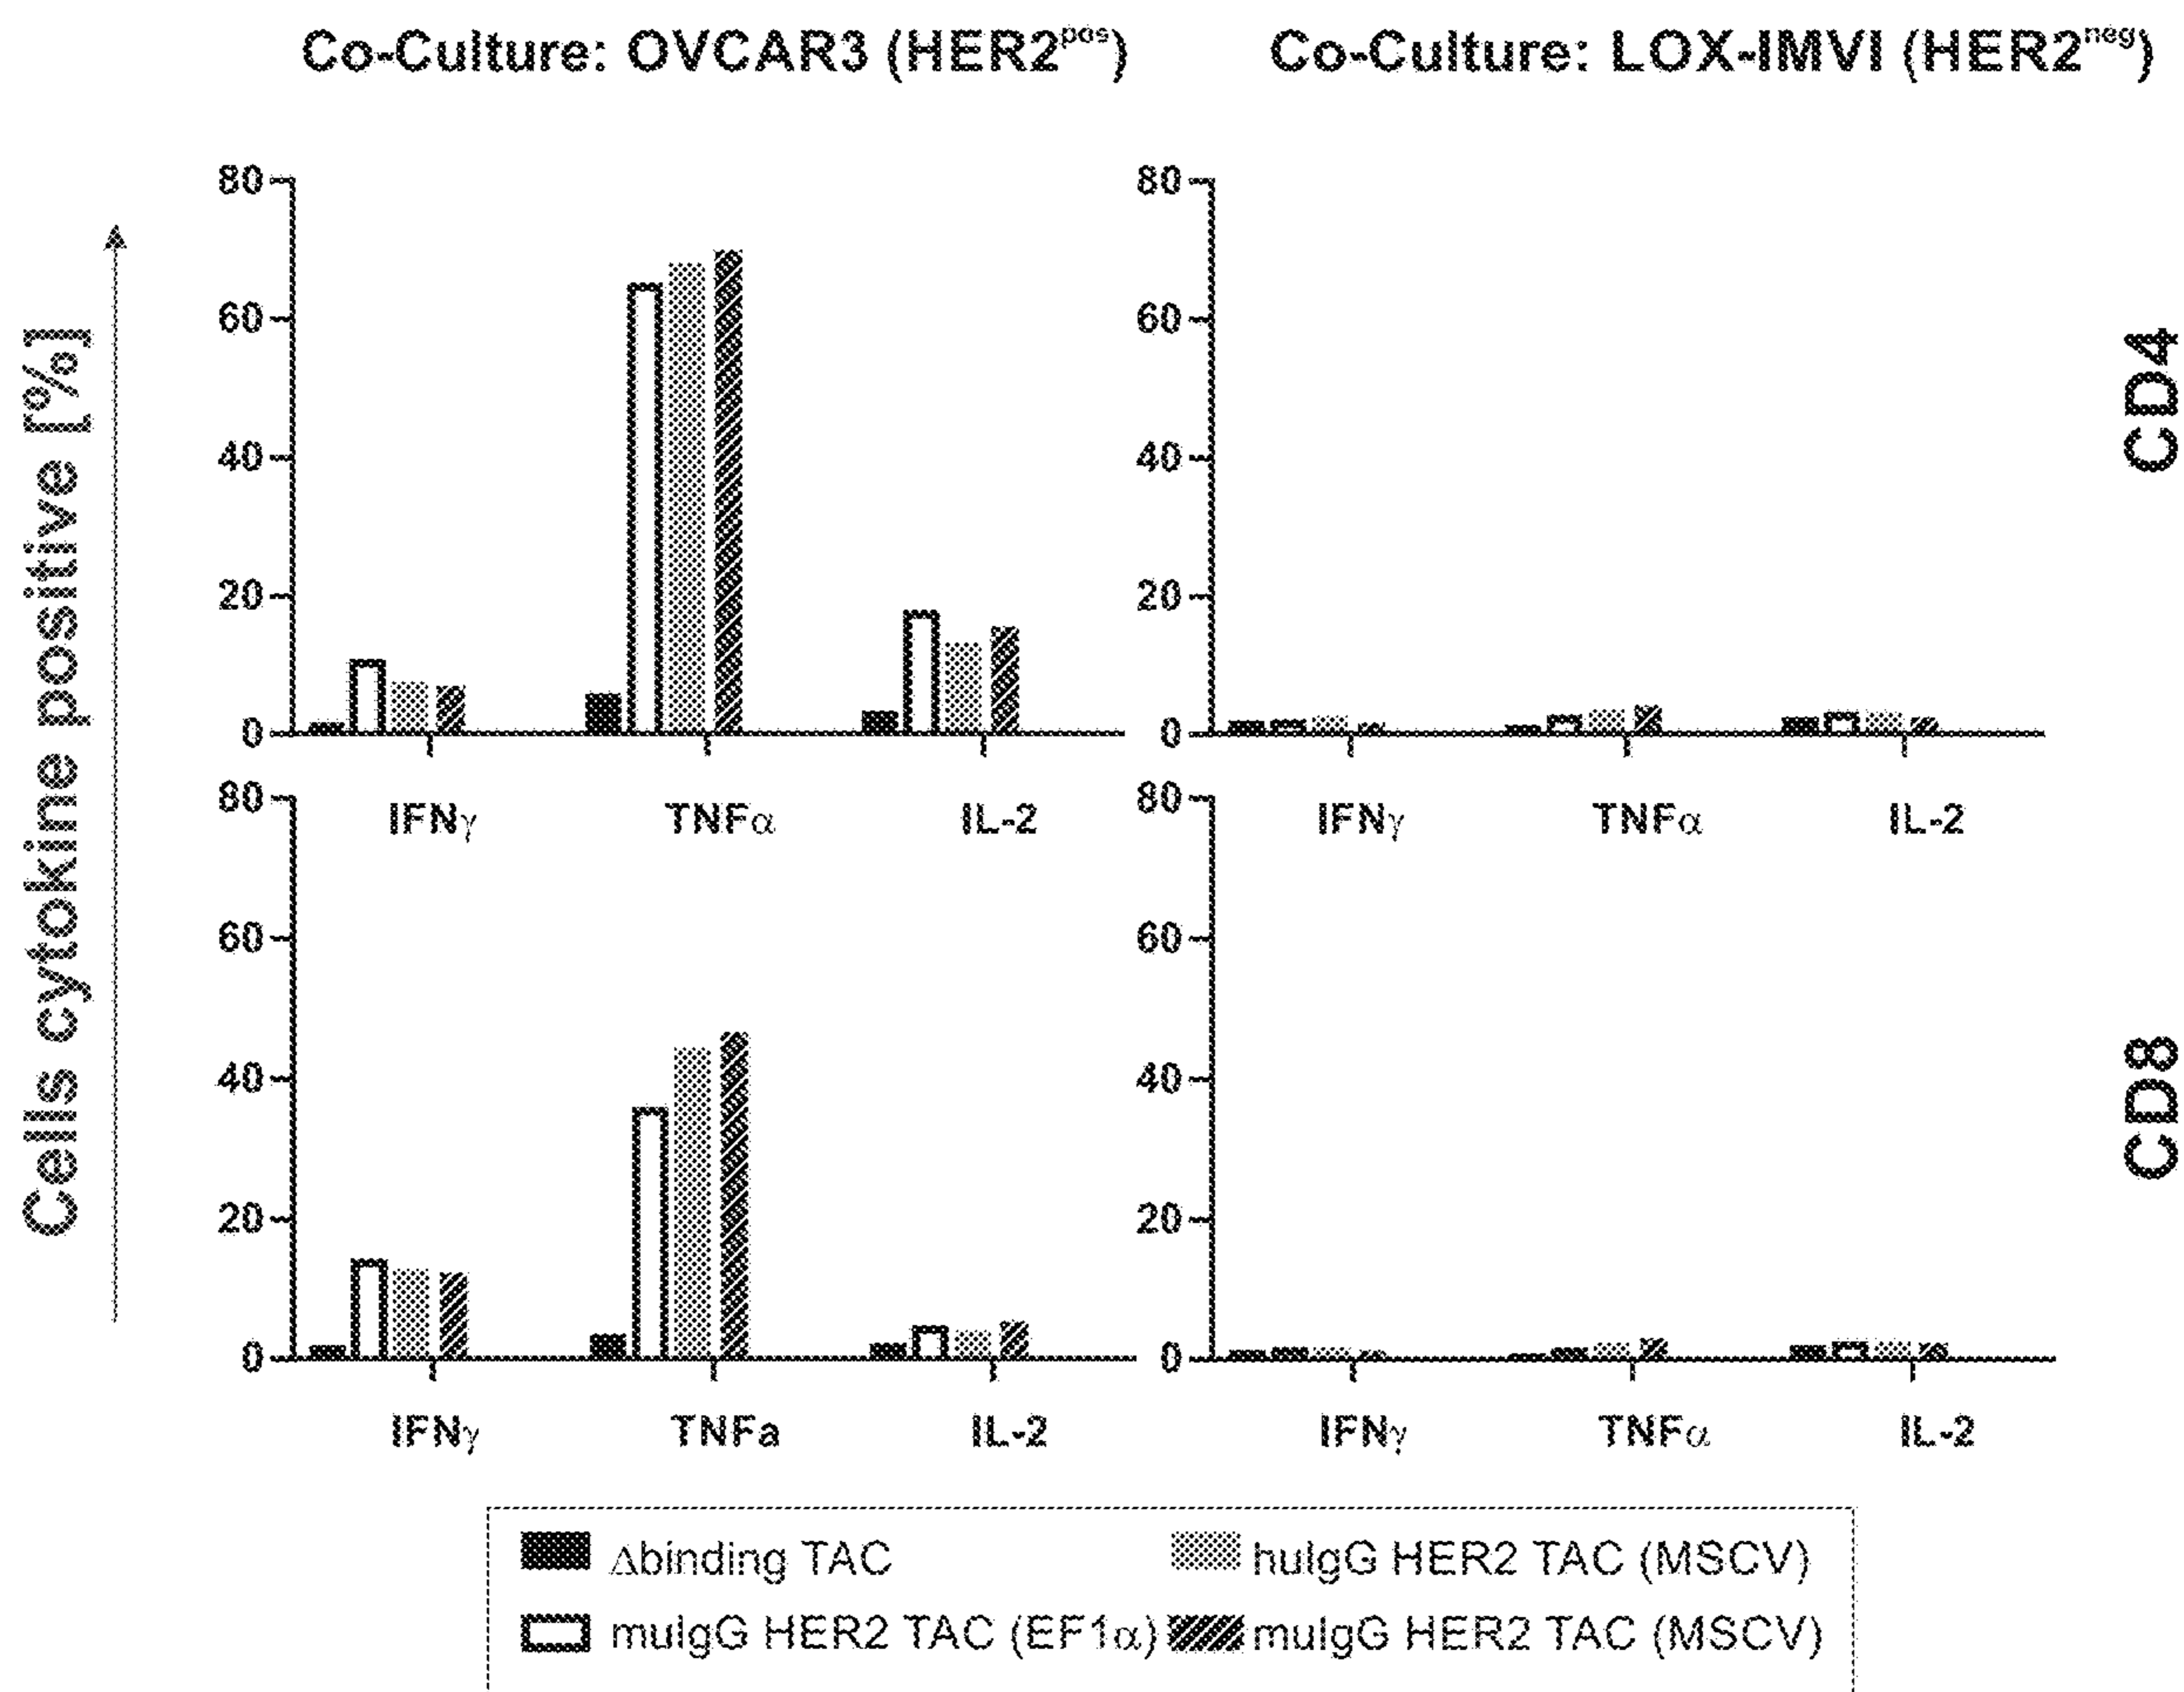 Co-Culture: OVCAR3 (HER2pos)
Co-Culture: LOX-IMVI (HER2neg)
Cells cytokine positive [%]
80
60
40
20
0
IFNγ TNFα IL-2
80
60
40
20
0
IFNγ TNFα IL-2
CD4
80
60
40
20
0
IFNγ TNFa IL-2
80
60
40
20
0
IFNγ TNFα IL-2
CD8
Δbinding TAC
huIgG HER2 TAC (MSCV)
muIgG HER2 TAC (EF1α)
muIgG HER2 TAC (MSCV)